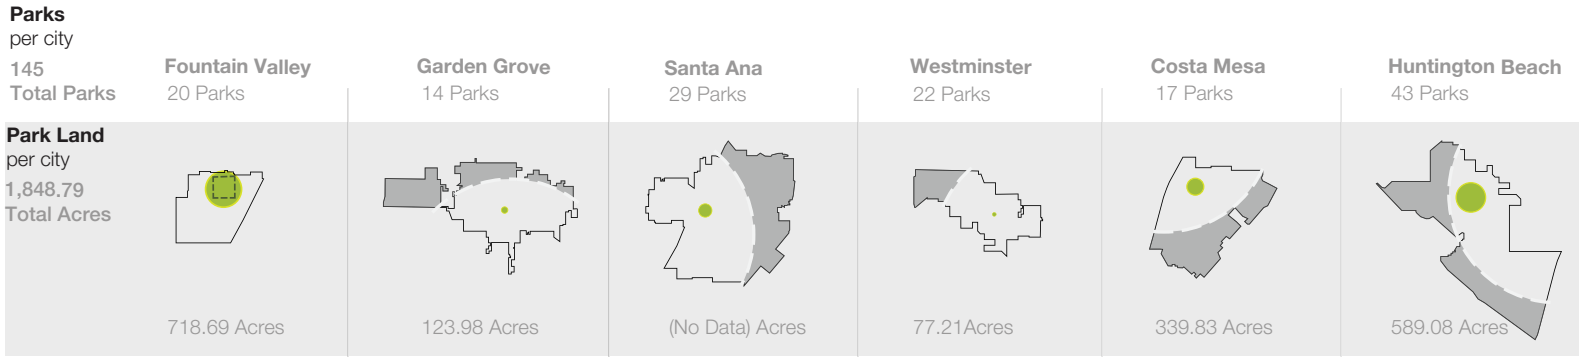 Parks
per city
145
Total Parks
Fountain Valley
20 Parks
Garden Grove
14 Parks
Santa Ana
29 Parks
Westminster
22 Parks
Costa Mesa
17 Parks
Huntington Beach
43 Parks
Park Land
per city
1,848.79
Total Acres
718.69 Acres
123.98 Acres
(No Data) Acres
77.21Acres
339.83 Acres
589.08 Acres